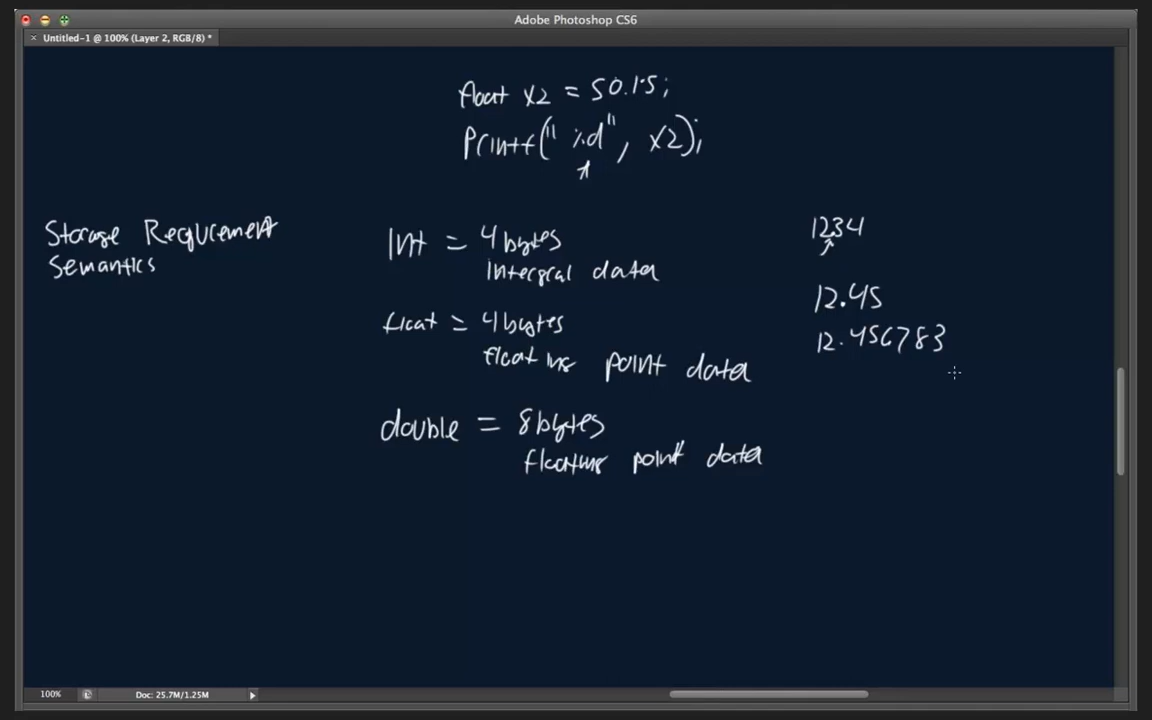 Adobe Photoshop CS6
× Untitled-1 @ 100% (Layer 2, RGB/8) *
float x2 = 50.15;
Printf("%d", x2);
Storage Requrement
Semantics
Int = 4 bytes
Intergral data
float = 4 bytes
floating point data
double = 8 bytes
floating point data
1234
12.45
12.456783
100%
Doc: 25.7M/1.25M